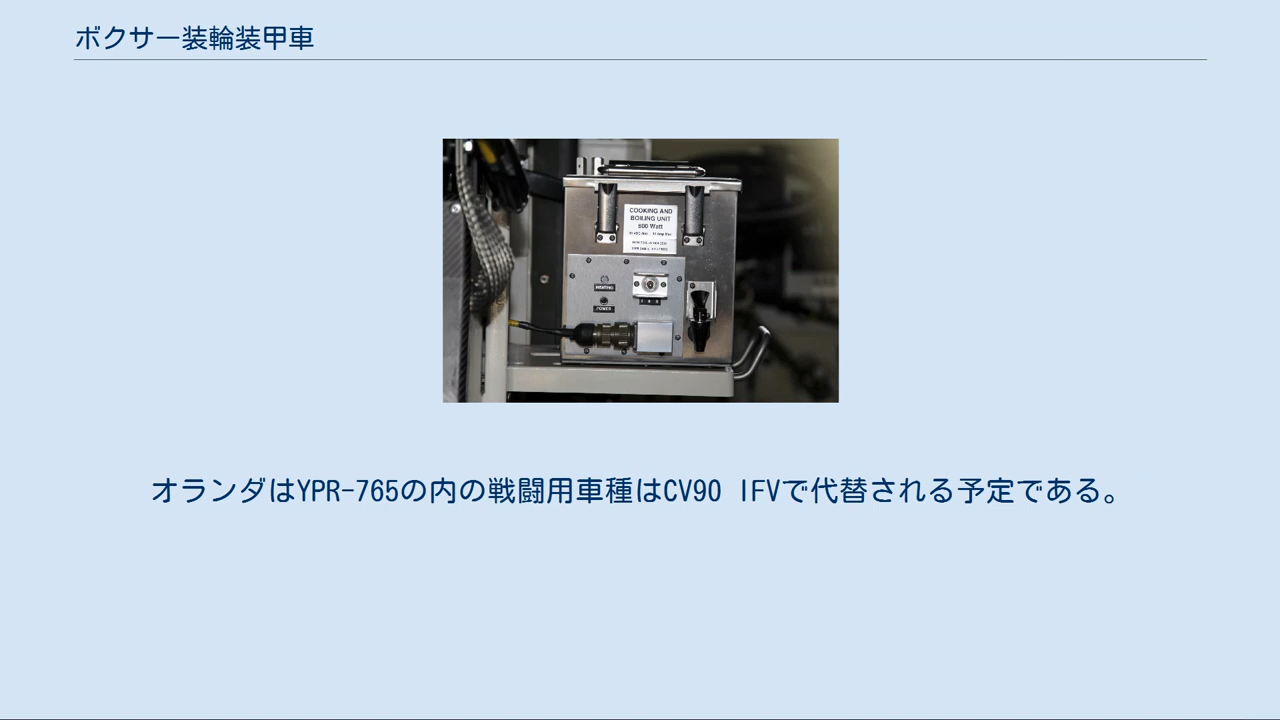 ボクサー装輪装甲車
COOKING AND
BOILING UNIT
800 Watt
HEATING
POWER
オランダはYPR-765の内の戦闘用車種はCV90 IFVで代替される予定である。